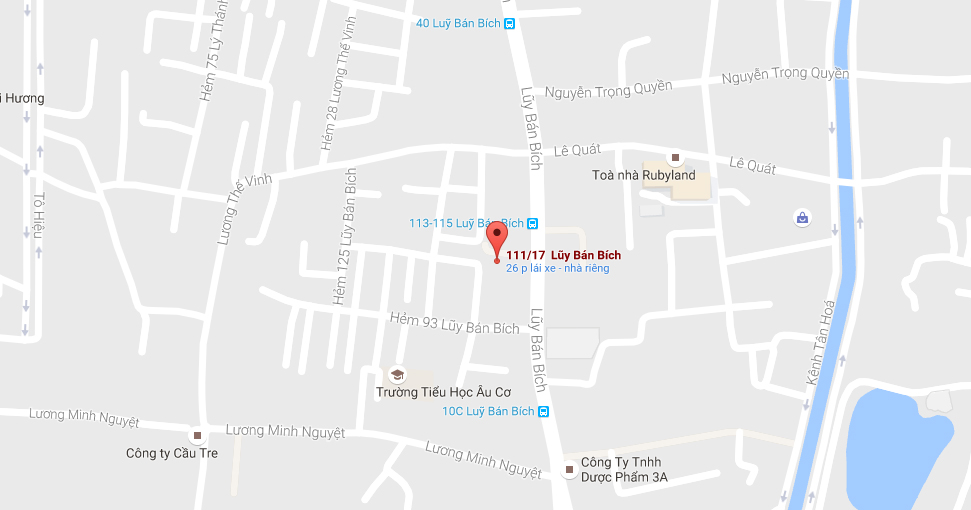 40 Luỹ Bán Bích
Hẻm 75 Lý Thánh
Hẻm 28 Lương Thế Vinh
Nguyễn Trọng Quyền
Nguyễn Trọng Quyền
i Hương
Lũy Bán Bích
Lê Quát
Lê Quát
Toà nhà Rubyland
Lương Thế Vinh
Tô Hiệu
Hẻm 125 Lũy Bán Bích
113-115 Luỹ Bán Bích
111/17 Lũy Bán Bích
26 p lái xe - nhà riêng
Hẻm 93 Lũy Bán Bích
Lũy Bán Bích
Kênh Tân Hoá
Trường Tiểu Học Âu Cơ
10C Luỹ Bán Bích
Lương Minh Nguyệt
Lương Minh Nguyệt
Lương Minh Nguyệt
Công ty Cầu Tre
Công Ty Tnhh
Dược Phẩm 3A